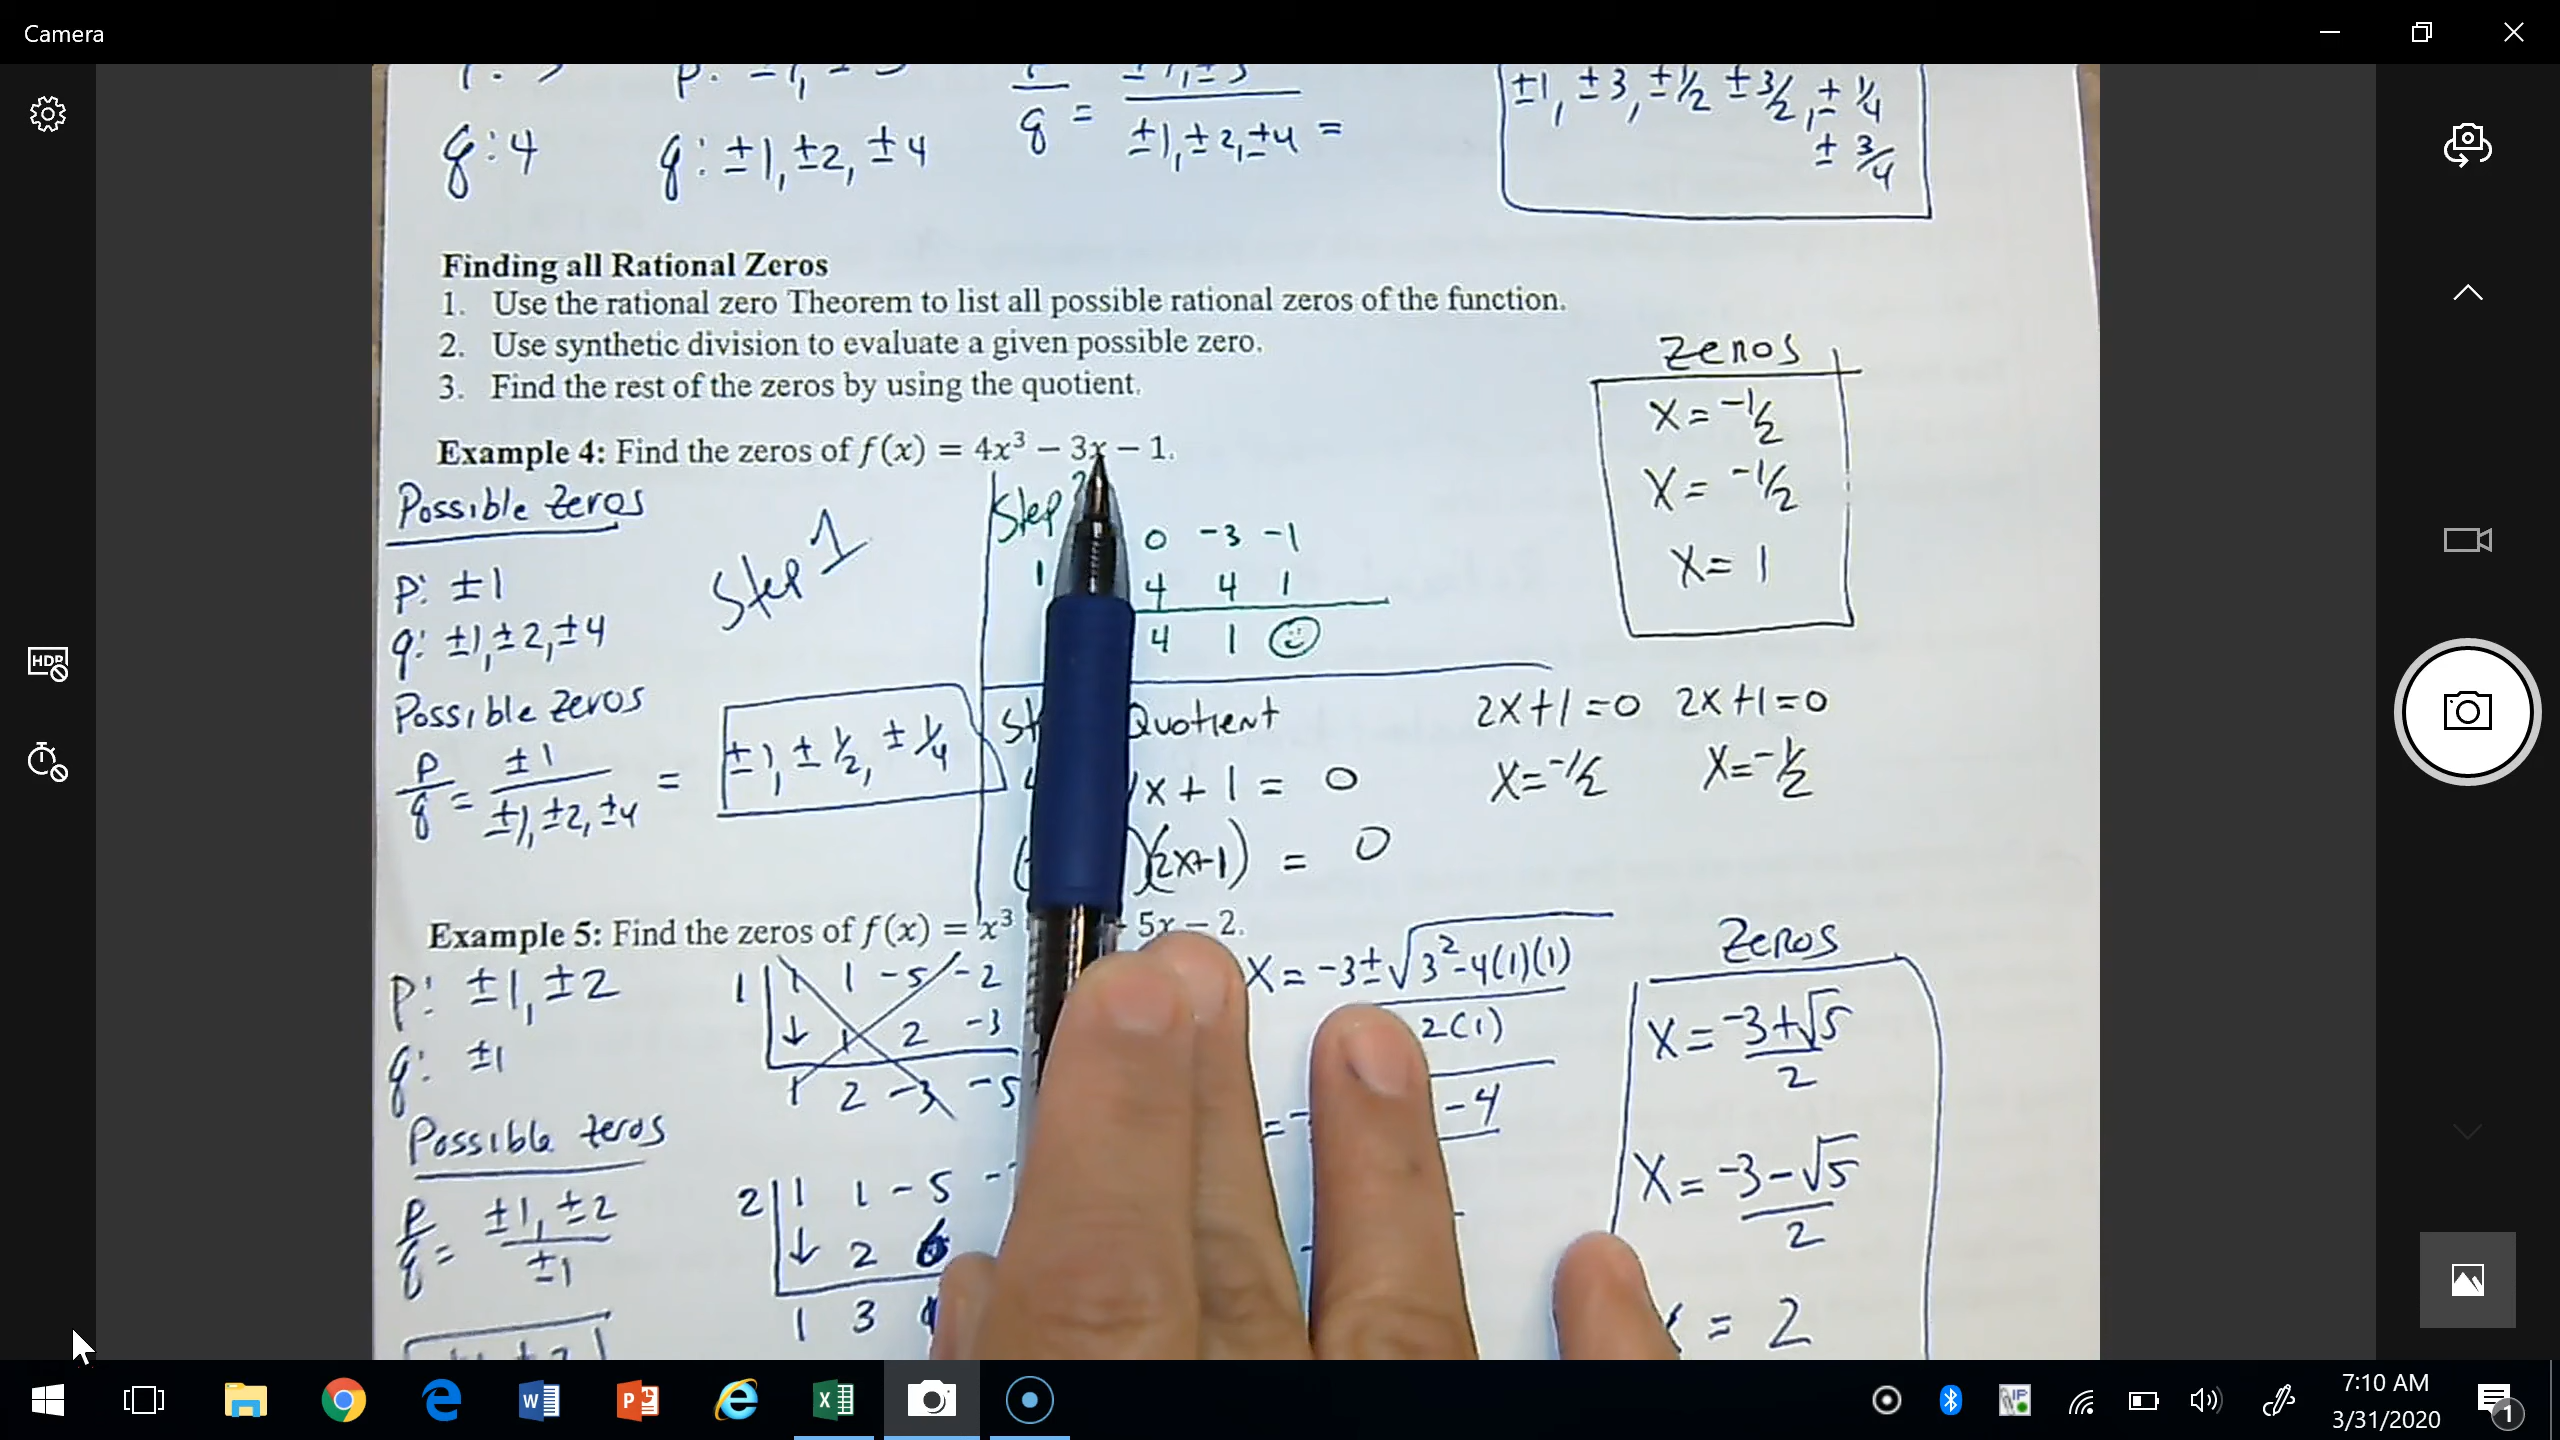 Camera
q: 4
q: ±1, ±2, ±4
q = ±1, ±2, ±4 =
±1, ±3, ±1/2 ±3/2, ±1/4
± 3/4
Finding all Rational Zeros
1. Use the rational zero Theorem to list all possible rational zeros of the function.
2. Use synthetic division to evaluate a given possible zero.
3. Find the rest of the zeros by using the quotient.
Zeros
x = -1/2
x = -1/2
x = 1
Example 4: Find the zeros of f(x) = 4x³ − 3x − 1.
Possible Zeros
p: ±1
q: ±1, ±2, ±4
Possible Zeros
p/q = ±1 / ±1, ±2, ±4 = ±1, ±1/2, ±1/4
Step 1
Step
0 -3 -1
1 4 4 1
4 1
Quotient
x + 1 = 0
(2x+1) = 0
2x+1=0 2x+1=0
x=-1/2 x=-1/2
Example 5: Find the zeros of f(x) = x³ 5x − 2.
p: ±1, ±2
q: ±1
Possible zeros
p/q = ±1, ±2 / ±1
1 1 1 -5 -2
1 2 -3
1 2 -3 -5
2 1 1 -5
2 6
1 3
x = -3 ± √3²-4(1)(1)
2(1)
-4
Zeros
x = -3+√5 / 2
x = -3-√5 / 2
= 2
7:10 AM
3/31/2020
1